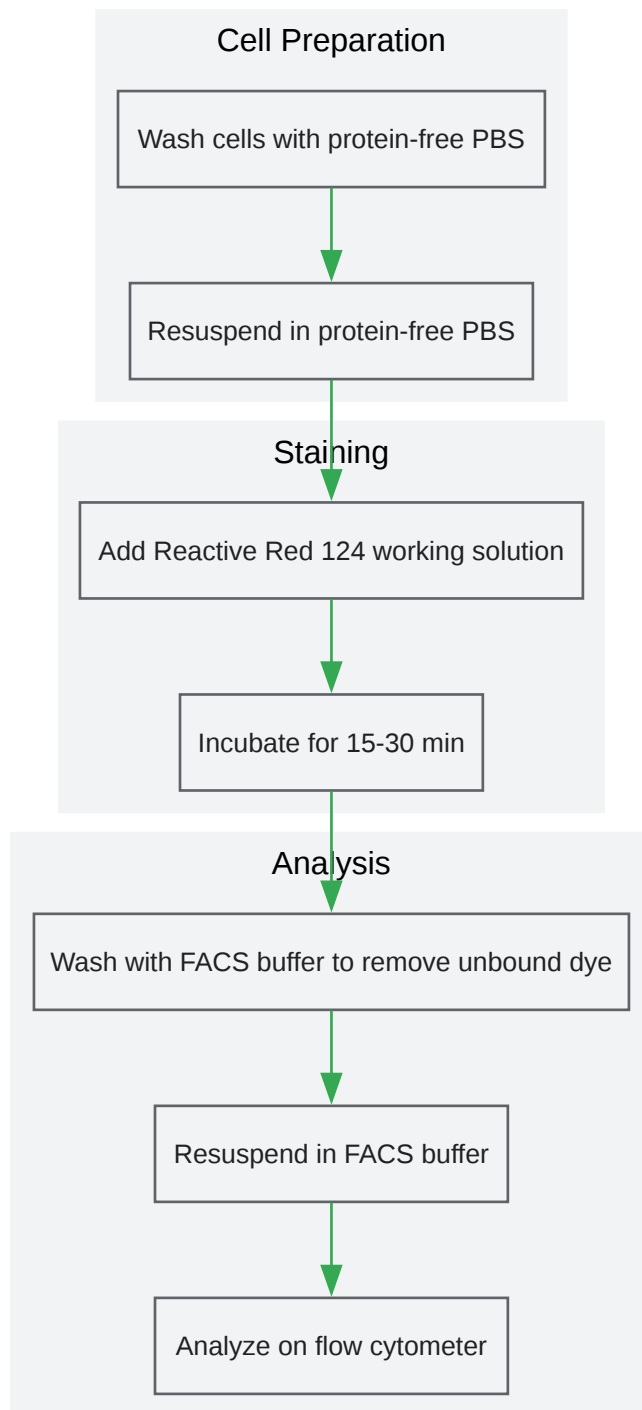 Cell Preparation
Wash cells with protein-free PBS
Resuspend in protein-free PBS
Staining
Add Reactive Red 124 working solution
Incubate for 15-30 min
Analysis
Wash with FACS buffer to remove unbound dye
Resuspend in FACS buffer
Analyze on flow cytometer